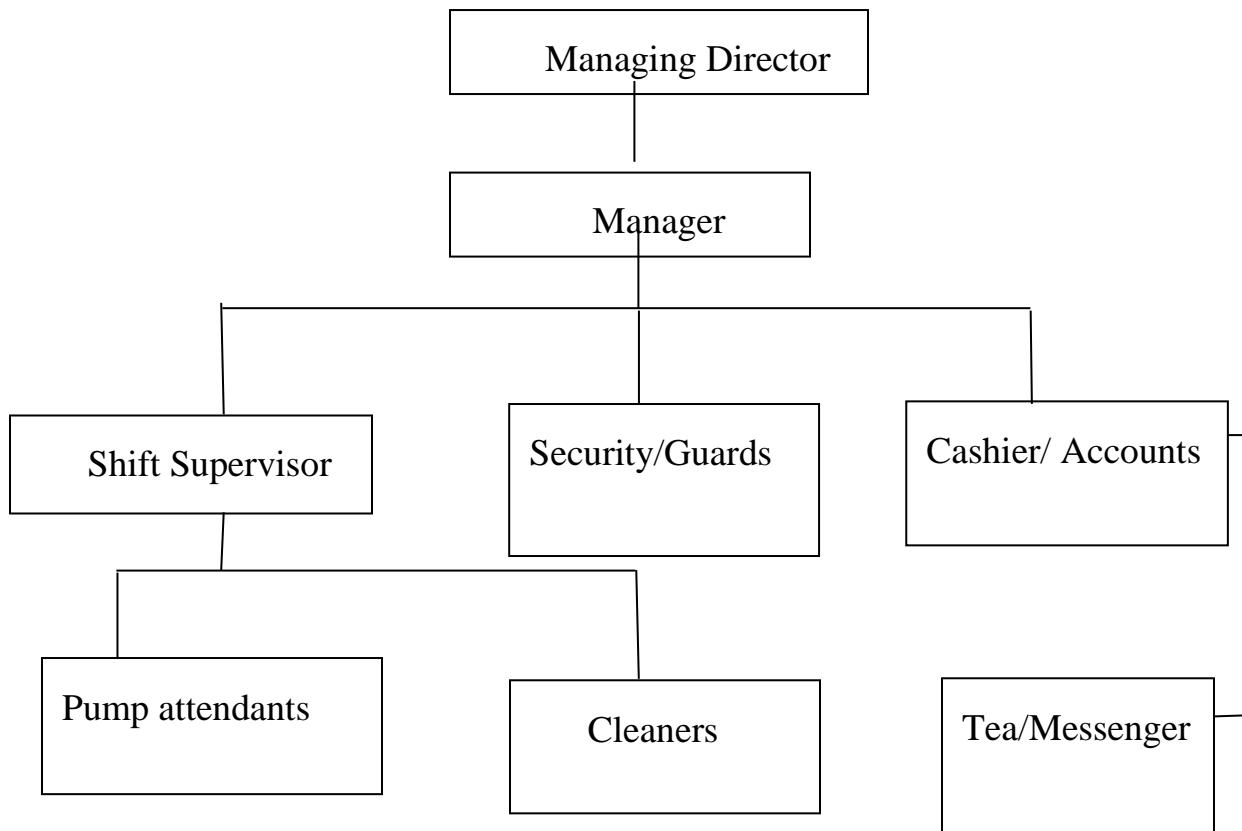 Managing Director
Manager
Shift Supervisor
Security/Guards
Cashier/ Accounts
Pump attendants
Cleaners
Tea/Messenger